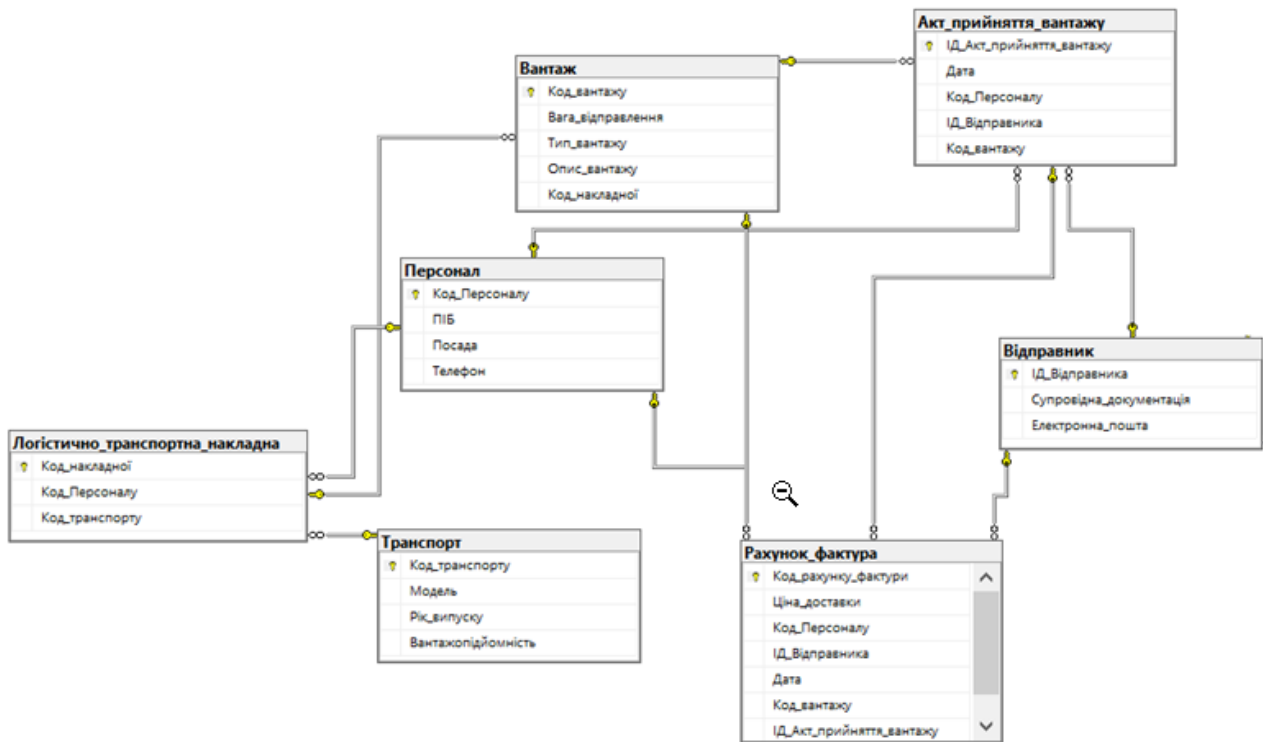 Акт_прийняття_вантажу
ІД_Акт_прийняття_вантажу
Дата
Код_Персоналу
ІД_Відправника
Код_вантажу
Вантаж
Код_вантажу
Вага_відправлення
Тип_вантажу
Опис_вантажу
Код_накладної
Персонал
Код_Персоналу
ПІБ
Посада
Телефон
Відправник
ІД_Відправника
Супровідна_документація
Електронна_пошта
Логістично_транспортна_накладна
Код_накладної
Код_Персоналу
Код_транспорту
Транспорт
Код_транспорту
Модель
Рік_випуску
Вантажопідйомність
Рахунок_фактура
Код_рахунку_фактури
Ціна_доставки
Код_Персоналу
ІД_Відправника
Дата
Код_вантажу
ІД_Акт_прийняття_вантажу